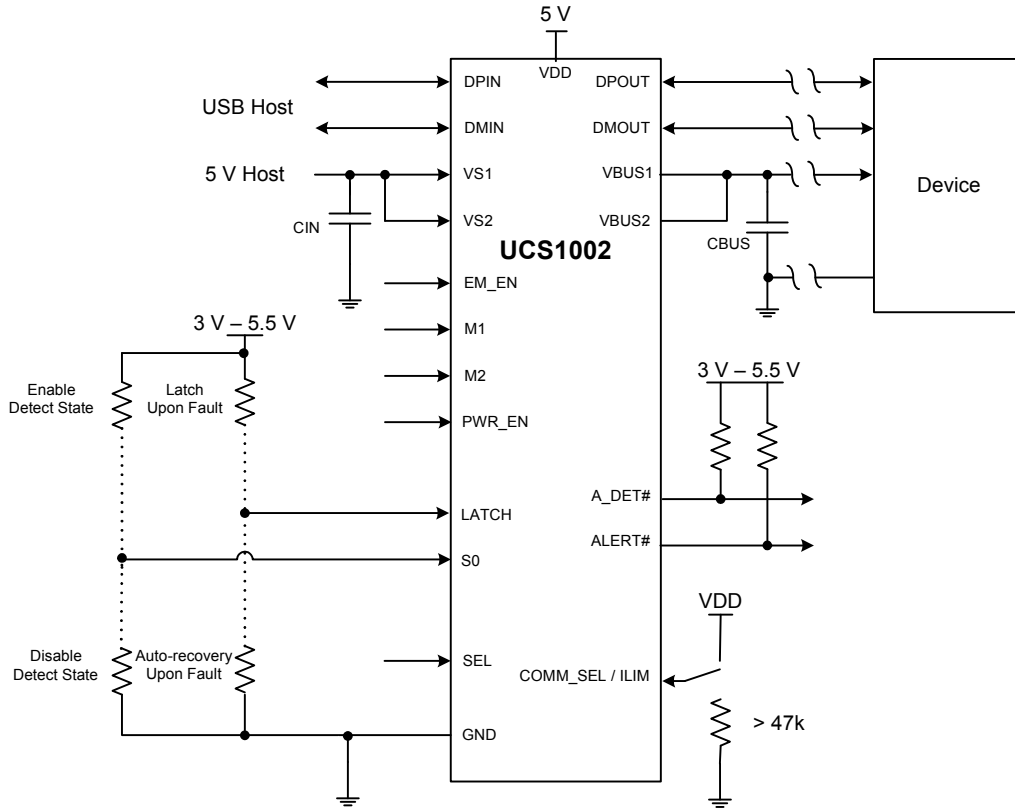 5 V
VDD
DPIN
DPOUT
USB Host
DMIN
DMOUT
5 V Host
VS1
VBUS1
Device
CIN
VS2
VBUS2
CBUS
UCS1002
EM_EN
3 V – 5.5 V
M1
M2
3 V – 5.5 V
Enable
Detect State
Latch
Upon Fault
PWR_EN
A_DET#
LATCH
ALERT#
S0
VDD
Disable
Detect State
Auto-recovery
Upon Fault
SEL
COMM_SEL / ILIM
> 47k
GND